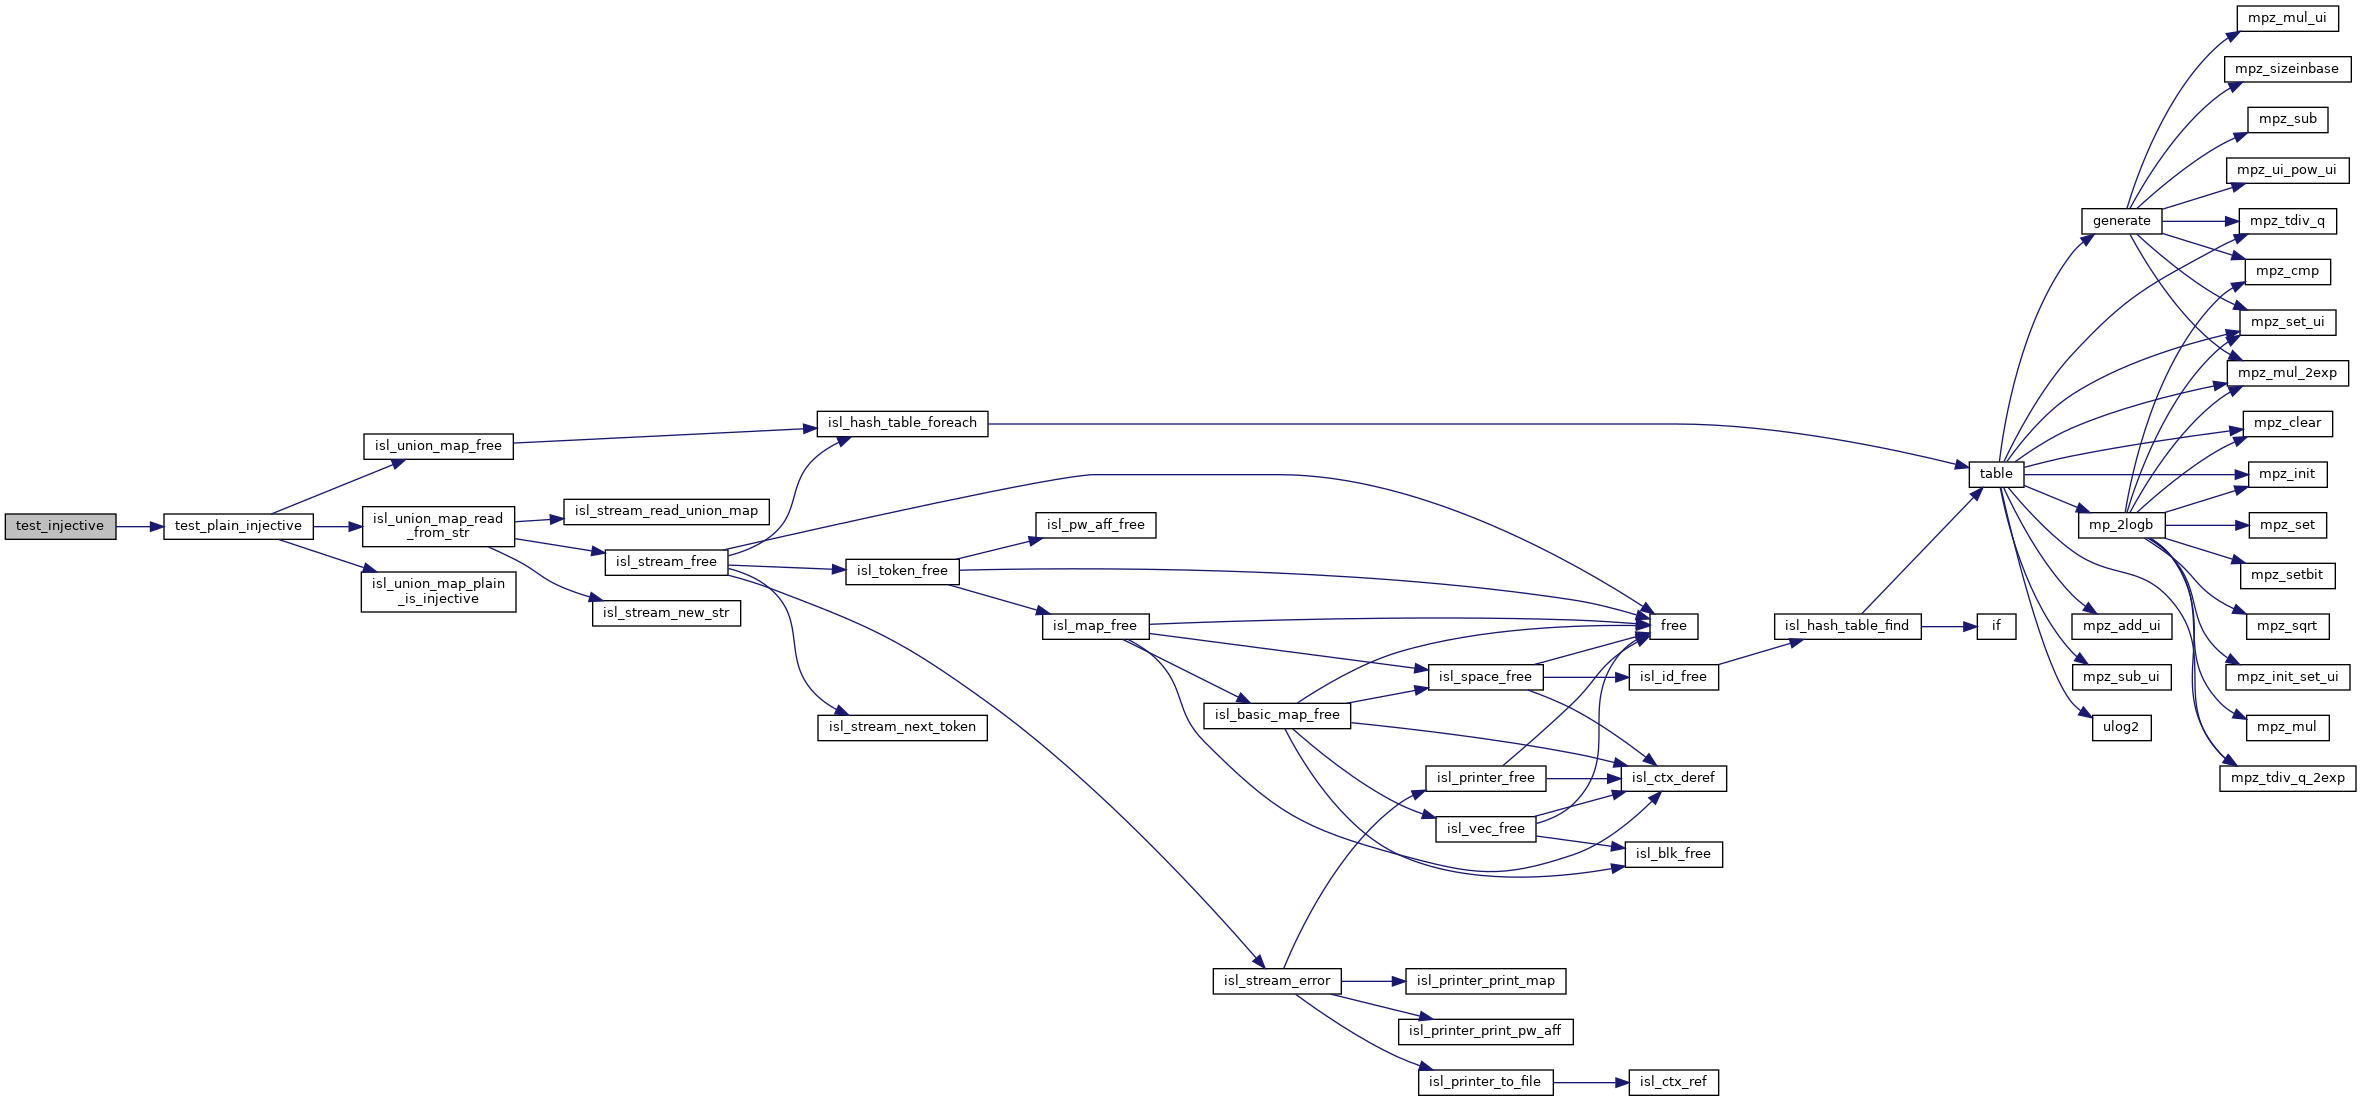 test_injective
test_plain_injective
isl_union_map_free
isl_union_map_read
_from_str
isl_union_map_plain
_is_injective
isl_stream_read_union_map
isl_stream_free
isl_stream_new_str
isl_hash_table_foreach
isl_token_free
isl_stream_next_token
isl_pw_aff_free
isl_map_free
isl_basic_map_free
isl_stream_error
isl_space_free
isl_printer_free
isl_vec_free
isl_printer_print_map
isl_printer_print_pw_aff
isl_printer_to_file
free
isl_id_free
isl_ctx_deref
isl_blk_free
isl_ctx_ref
isl_hash_table_find
table
if
generate
mp_2logb
mpz_add_ui
mpz_sub_ui
ulog2
mpz_mul_ui
mpz_sizeinbase
mpz_sub
mpz_ui_pow_ui
mpz_tdiv_q
mpz_cmp
mpz_set_ui
mpz_mul_2exp
mpz_clear
mpz_init
mpz_set
mpz_setbit
mpz_sqrt
mpz_init_set_ui
mpz_mul
mpz_tdiv_q_2exp